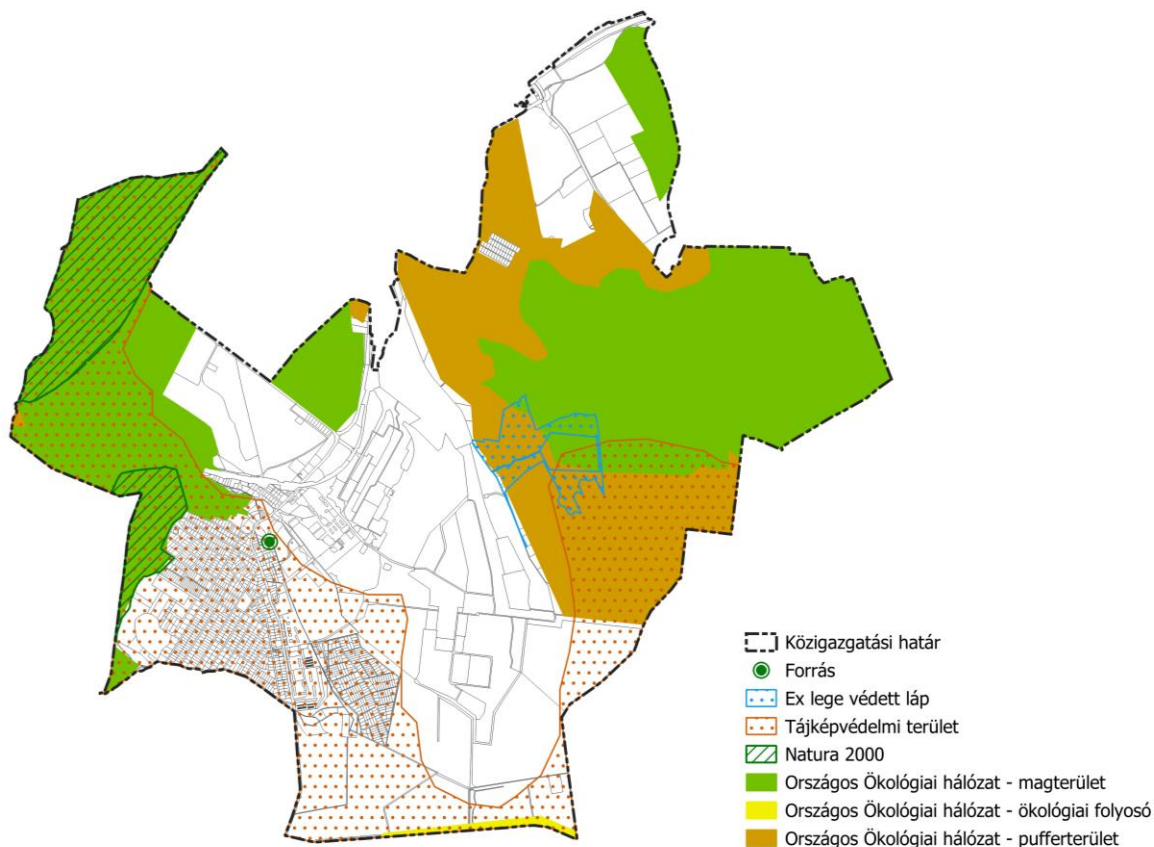 Közigazgatási határ
Forrás
Ex lege védett láp
Tájképvédelmi terület
Natura 2000
Országos Ökológiai hálózat - magterület
Országos Ökológiai hálózat - ökológiai folyosó
Országos Ökológiai hálózat - pufferterület